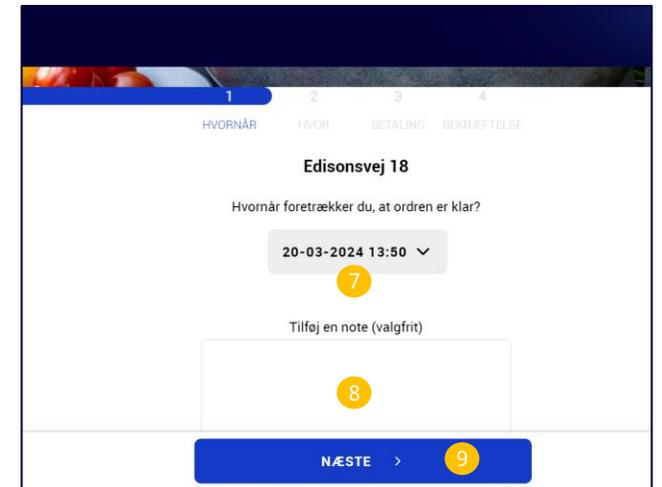 1 2 3 4
HVORNÅR HVOR BETALING BEKRÆFTELSE
Edisonsvej 18
Hvornår foretrækker du, at ordren er klar?
20-03-2024 13:50
7
Tilføj en note (valgfrit)
8
NÆSTE > 9